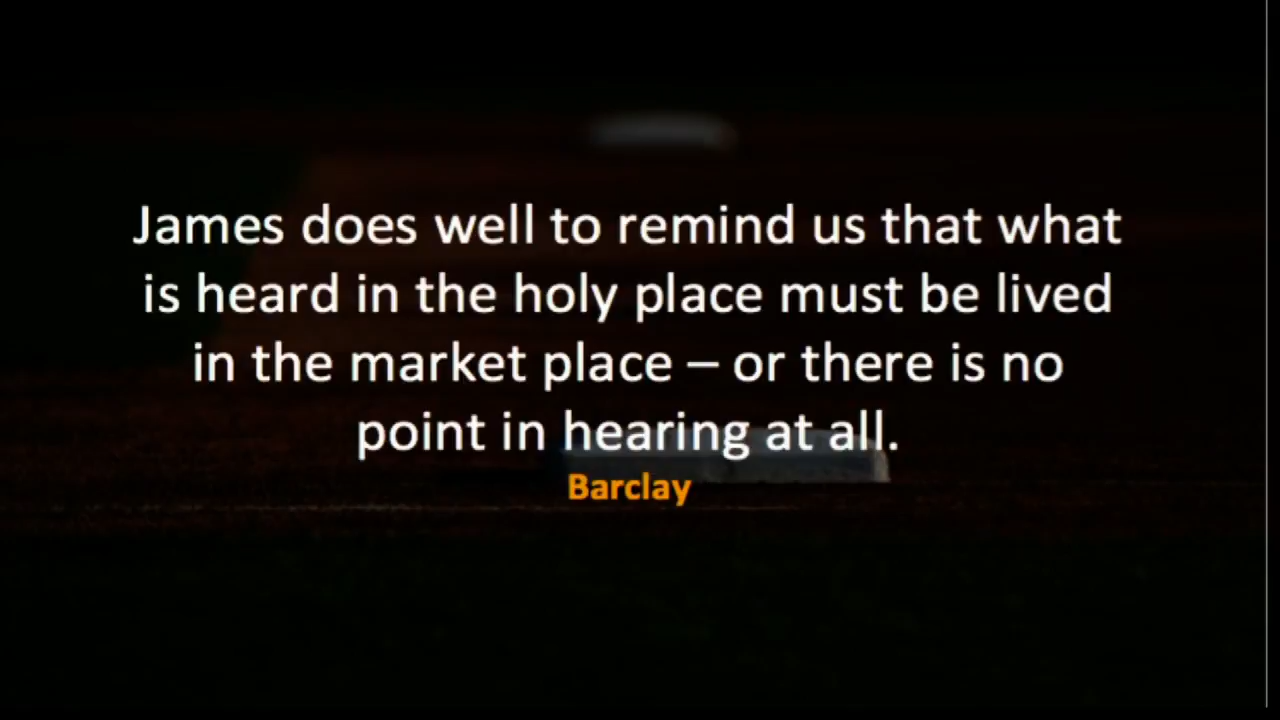 James does well to remind us that what
is heard in the holy place must be lived
in the market place – or there is no
point in hearing at all.
Barclay